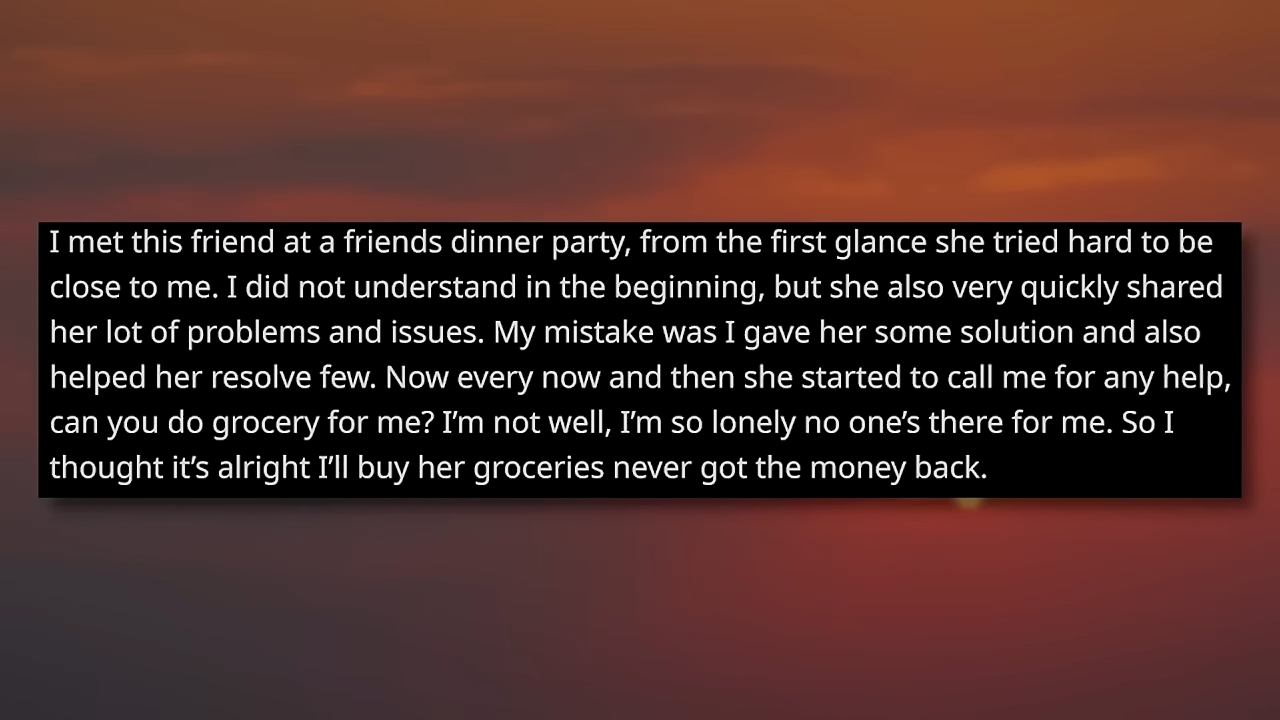 I met this friend at a friends dinner party, from the first glance she tried hard to be
close to me. I did not understand in the beginning, but she also very quickly shared
her lot of problems and issues. My mistake was I gave her some solution and also
helped her resolve few. Now every now and then she started to call me for any help,
can you do grocery for me? I’m not well, I’m so lonely no one’s there for me. So I
thought it’s alright I’ll buy her groceries never got the money back.